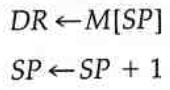 DR ← M[SP]
SP ← SP + 1